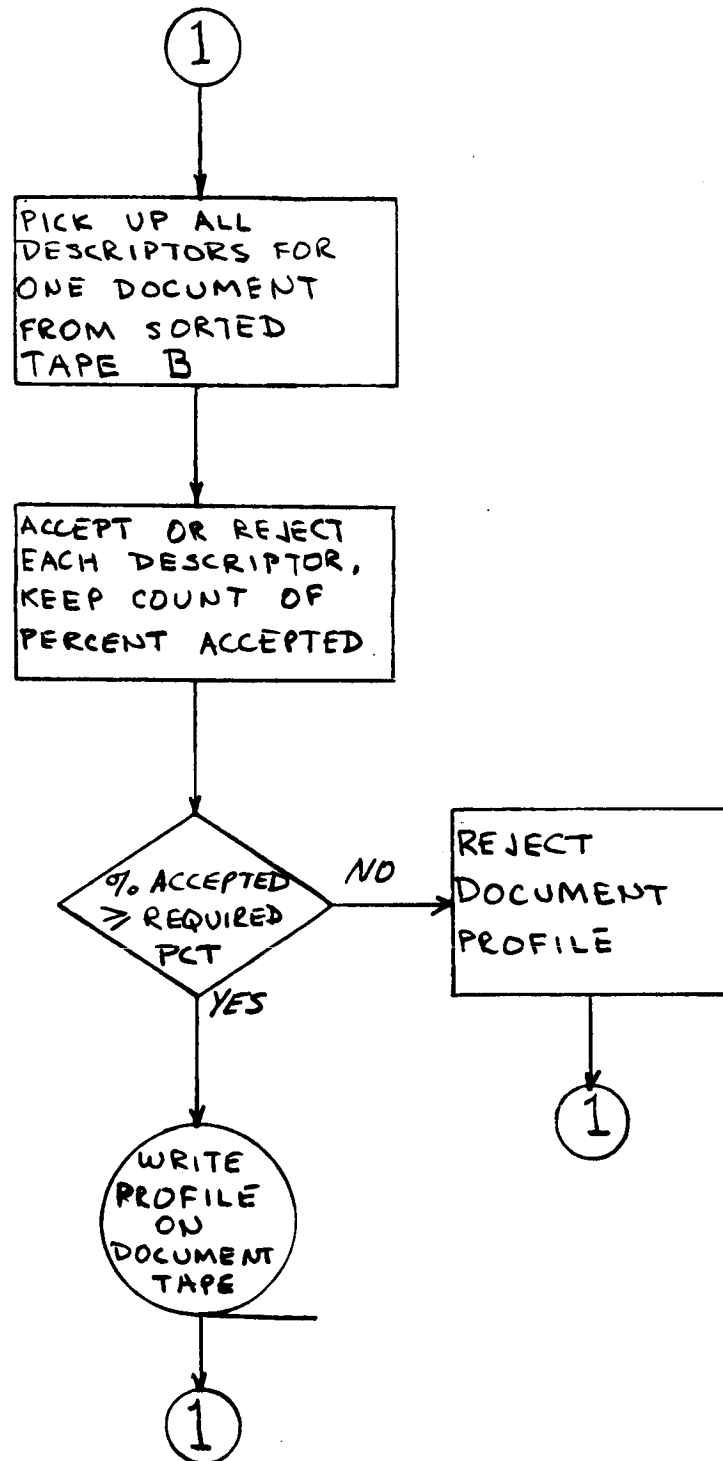 1
PICK UP ALL
DESCRIPTORS FOR
ONE DOCUMENT
FROM SORTED
TAPE B
ACCEPT OR REJECT
EACH DESCRIPTOR,
KEEP COUNT OF
PERCENT ACCEPTED
% ACCEPTED
≥ REQUIRED
PCT
NO
YES
REJECT
DOCUMENT
PROFILE
1
WRITE
PROFILE
ON
DOCUMENT
TAPE
1